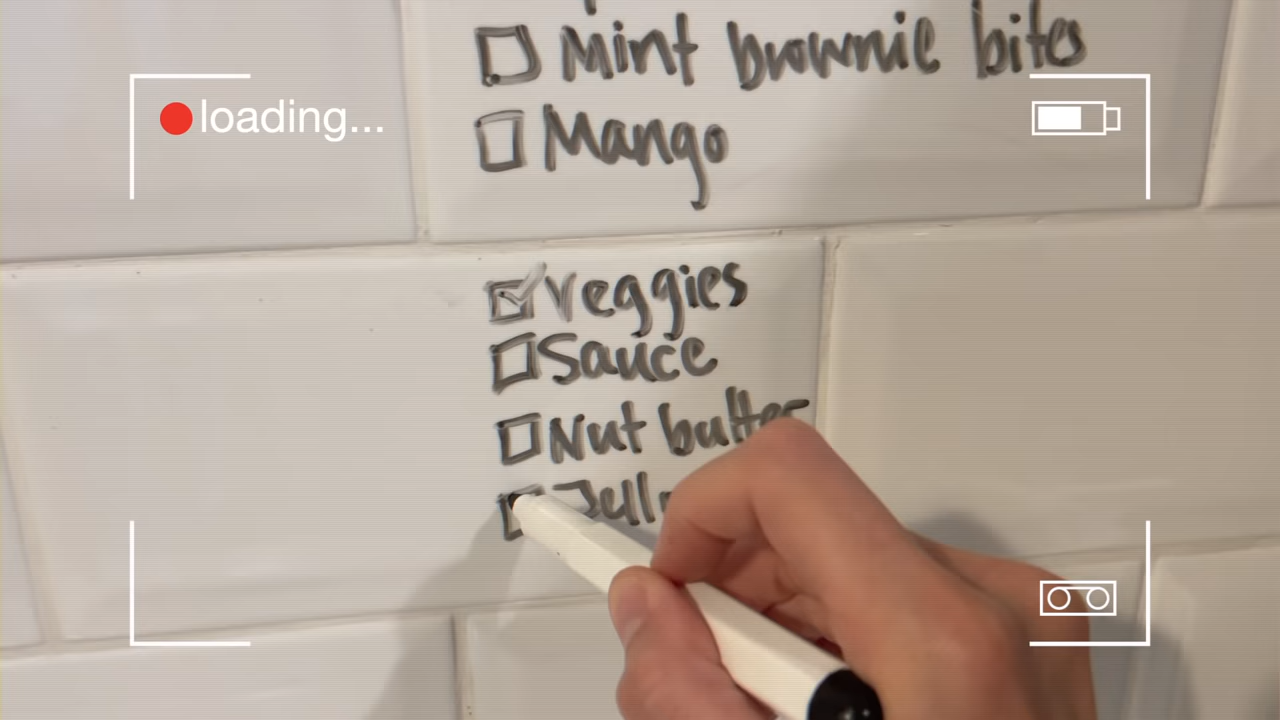 Mint brownie bites
loading...
Mango
Veggies
Sauce
Nut butter